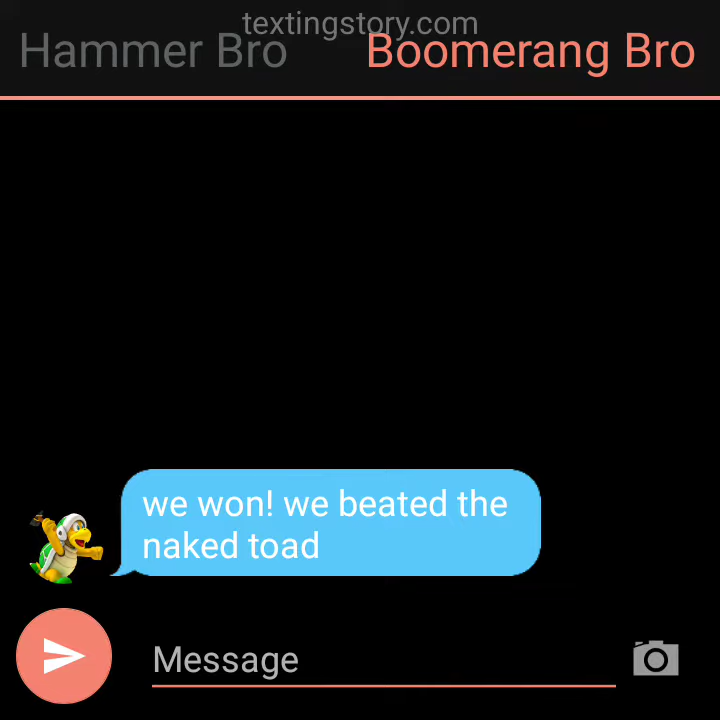 textingstory.com
Hammer Bro Boomerang Bro
we won! we beated the
naked toad
Message